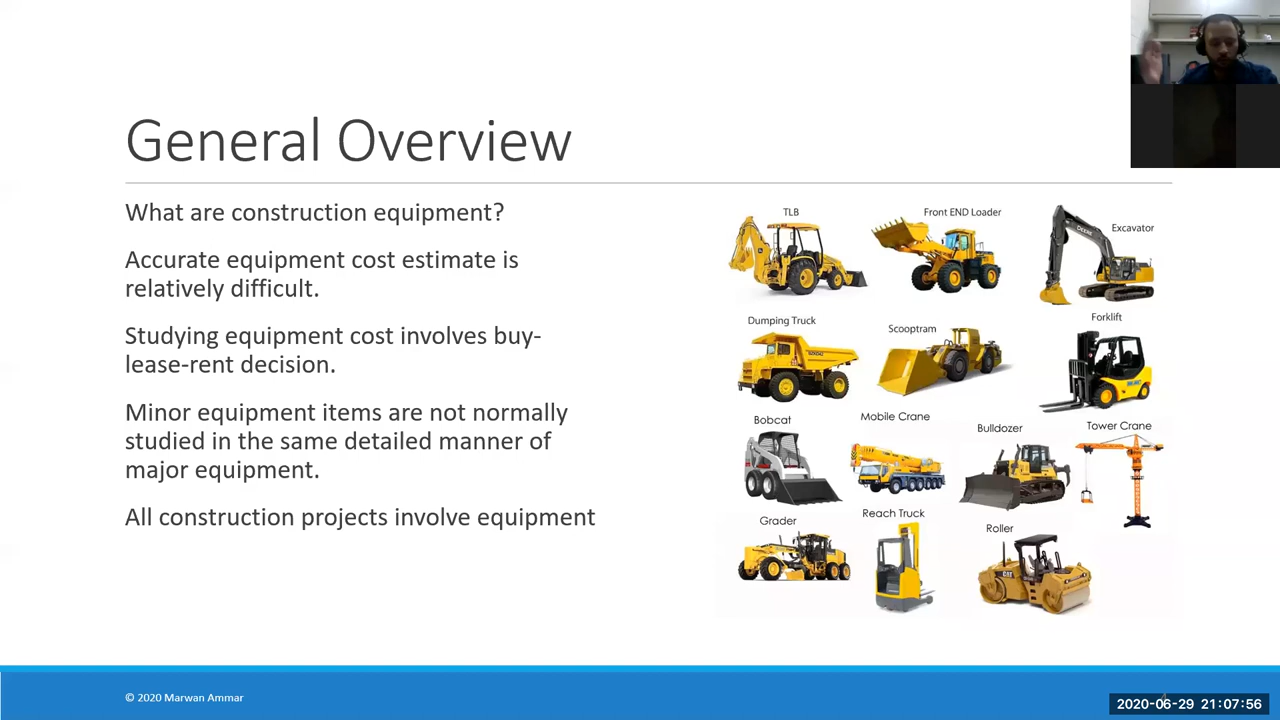 General Overview
What are construction equipment?
Accurate equipment cost estimate is
relatively difficult.
Studying equipment cost involves buy-
lease-rent decision.
Minor equipment items are not normally
studied in the same detailed manner of
major equipment.
All construction projects involve equipment
TLB
Front END Loader
Excavator
Dumping Truck
Scooptram
Forklift
Bobcat
Mobile Crane
Bulldozer
Tower Crane
Grader
Reach Truck
Roller
DEERE
CAT
© 2020 Marwan Ammar
2020-06-29 21:07:56